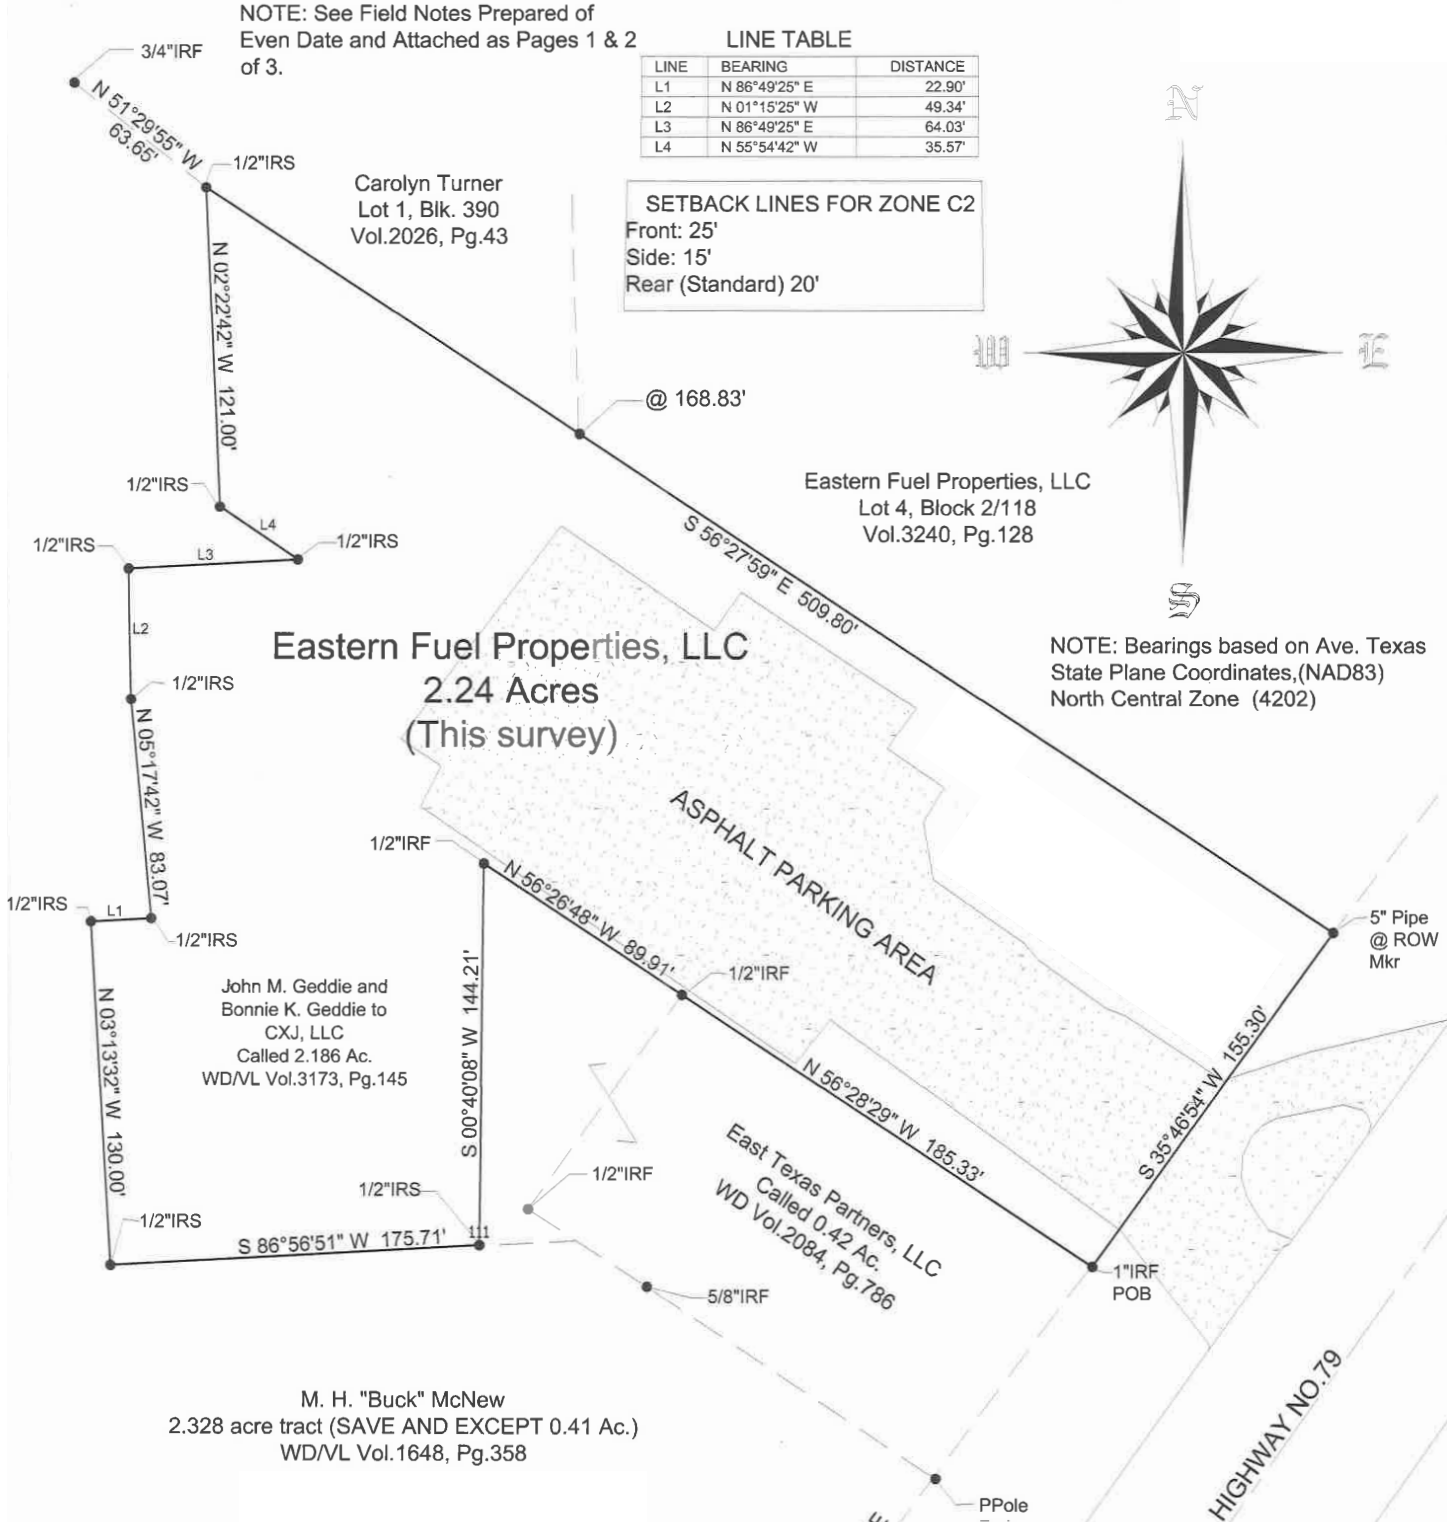 NOTE: See Field Notes Prepared of
Even Date and Attached as Pages 1 & 2
of 3.
3/4"IRF
N 51°29'55" W
63.65'
1/2"IRS
LINE TABLE
LINE BEARING DISTANCE
L1 N 86°49'25" E 22.90'
L2 N 01°15'25" W 49.34'
L3 N 86°49'25" E 64.03'
L4 N 55°54'42" W 35.57'
N
W
E
S
Carolyn Turner
Lot 1, Blk. 390
Vol.2026, Pg.43
SETBACK LINES FOR ZONE C2
Front: 25'
Side: 15'
Rear (Standard) 20'
N 02°22'42" W 121.00'
@ 168.83'
Eastern Fuel Properties, LLC
Lot 4, Block 2/118
Vol.3240, Pg.128
1/2"IRS
L4
1/2"IRS
L3
1/2"IRS
S 56°27'59" E 509.80'
L2
NOTE: Bearings based on Ave. Texas
State Plane Coordinates,(NAD83)
North Central Zone (4202)
Eastern Fuel Properties, LLC
2.24 Acres
(This survey)
1/2"IRS
N 05°17'42" W 83.07'
ASPHALT PARKING AREA
1/2"IRF
N 56°26'48" W 89.91'
1/2"IRS
L1
1/2"IRS
5" Pipe
@ ROW
Mkr
1/2"IRF
John M. Geddie and
Bonnie K. Geddie to
CXJ, LLC
Called 2.186 Ac.
WD/VL Vol.3173, Pg.145
N 03°13'32" W 130.00'
S 00°40'08" W 144.21'
N 56°28'29" W 185.33'
S 35°46'54" W 155.30'
1/2"IRF
1/2"IRS
1/2"IRS
S 86°56'51" W 175.71'
111
East Texas Partners, LLC
Called 0.42 Ac.
WD Vol.2084, Pg.786
5/8"IRF
1"IRF
POB
M. H. "Buck" McNew
2.328 acre tract (SAVE AND EXCEPT 0.41 Ac.)
WD/VL Vol.1648, Pg.358
HIGHWAY NO.79
PPole